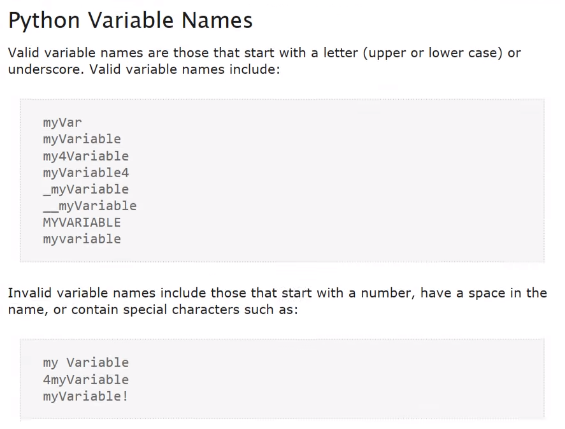 Python Variable Names
Valid variable names are those that start with a letter (upper or lower case) or
underscore. Valid variable names include:
myVar
myVariable
my4Variable
myVariable4
_myVariable
__myVariable
MYVARIABLE
myvariable
Invalid variable names include those that start with a number, have a space in the
name, or contain special characters such as:
my Variable
4myVariable
myVariable!